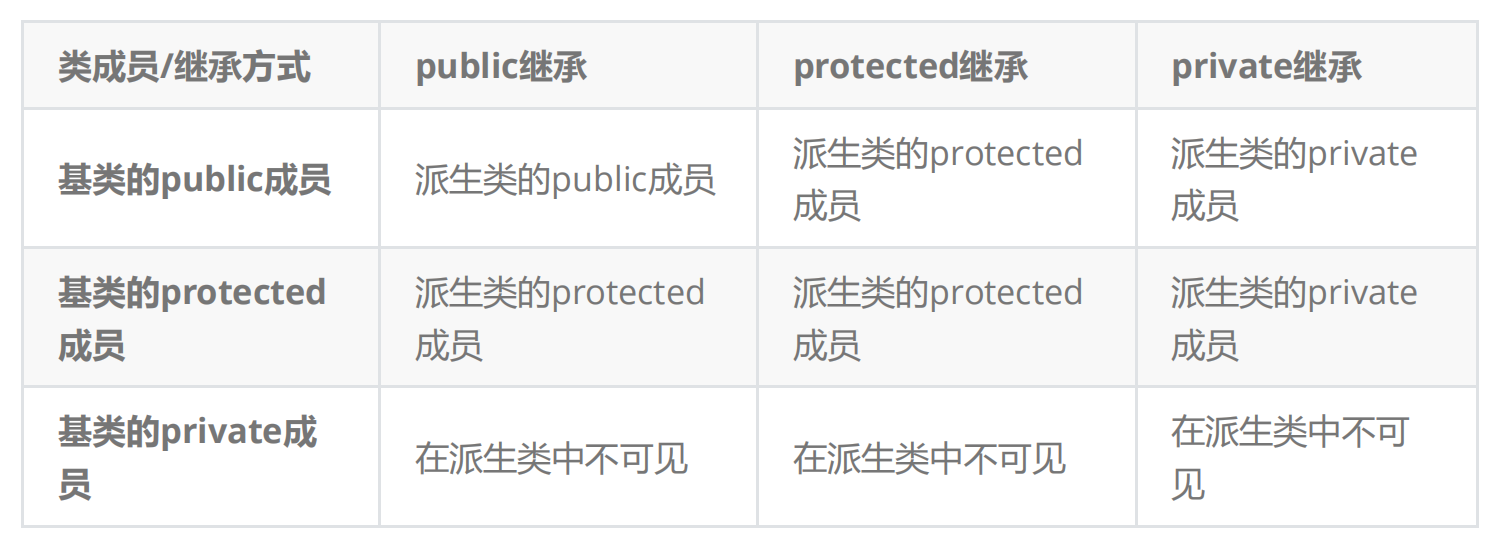 类成员/继承方式
public继承
protected继承
private继承
基类的public成员
派生类的public成员
派生类的protected
成员
派生类的private
成员
基类的protected
成员
派生类的protected
成员
派生类的protected
成员
派生类的private
成员
基类的private成
员
在派生类中不可见
在派生类中不可见
在派生类中不可
见